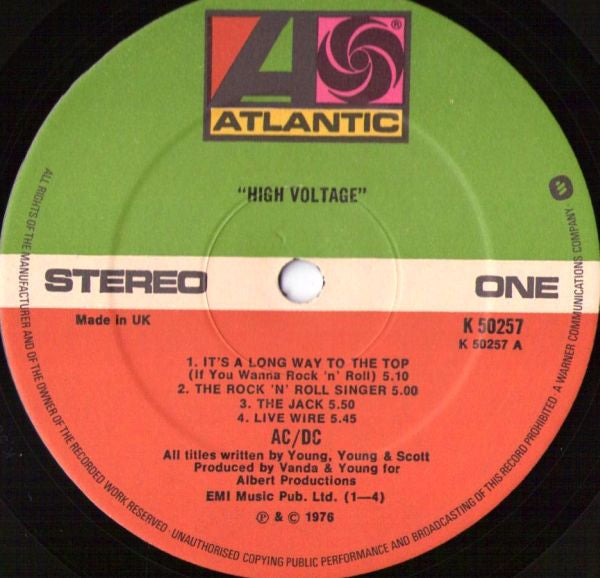 ATLANTIC
®
"HIGH VOLTAGE"
STEREO
ONE
Made in UK
K 50257
K 50257 A
1. IT'S A LONG WAY TO THE TOP
(If You Wanna Rock 'n' Roll) 5.10
2. THE ROCK 'N' ROLL SINGER 5.00
3. THE JACK 5.50
4. LIVE WIRE 5.45
AC/DC
All titles written by Young, Young & Scott
Produced by Vanda & Young for
Albert Productions
EMI Music Pub. Ltd. (1—4)
℗ & © 1976
ALL RIGHTS OF THE MANUFACTURER AND OF THE OWNER OF THE RECORDED WORK RESERVED · UNAUTHORISED COPYING PUBLIC PERFORMANCE AND BROADCASTING OF THIS RECORD PROHIBITED · A WARNER COMMUNICATIONS COMPANY ·